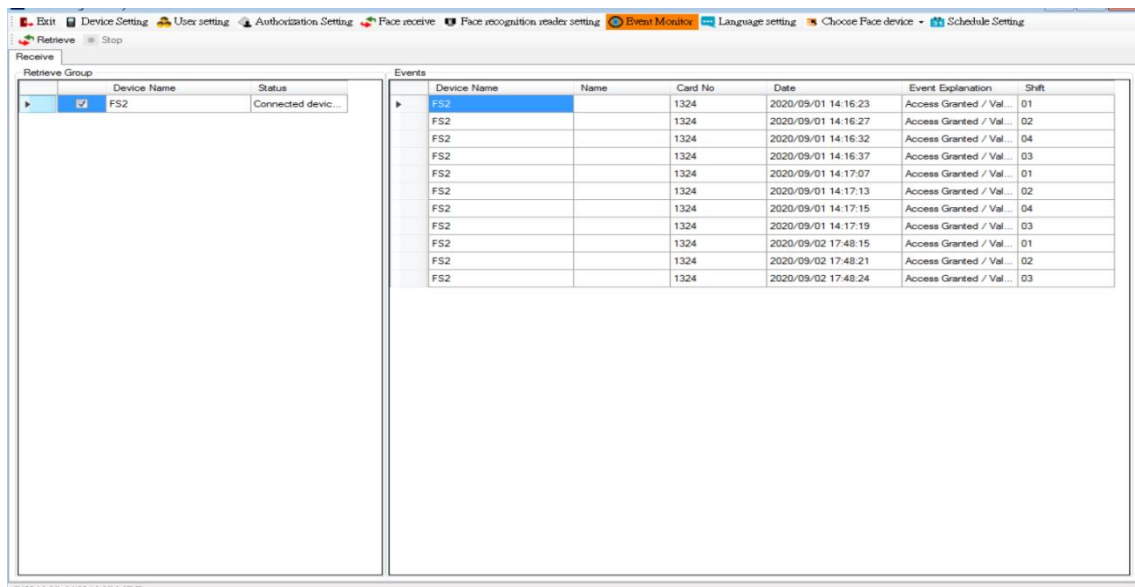 Exit Device Setting User setting Authorization Setting Face receive Face recognition reader setting Event Monitor Language setting Choose Face device Schedule Setting
Retrieve Stop
Receive
Retrieve Group
Device Name Status
FS2 Connected devic...
Events
Device Name Name Card No Date Event Explanation Shift
FS2 1324 2020/09/01 14:16:23 Access Granted / Val... 01
FS2 1324 2020/09/01 14:16:27 Access Granted / Val... 02
FS2 1324 2020/09/01 14:16:32 Access Granted / Val... 04
FS2 1324 2020/09/01 14:16:37 Access Granted / Val... 03
FS2 1324 2020/09/01 14:17:07 Access Granted / Val... 01
FS2 1324 2020/09/01 14:17:13 Access Granted / Val... 02
FS2 1324 2020/09/01 14:17:15 Access Granted / Val... 04
FS2 1324 2020/09/01 14:17:19 Access Granted / Val... 03
FS2 1324 2020/09/02 17:48:15 Access Granted / Val... 01
FS2 1324 2020/09/02 17:48:21 Access Granted / Val... 02
FS2 1324 2020/09/02 17:48:24 Access Granted / Val... 03